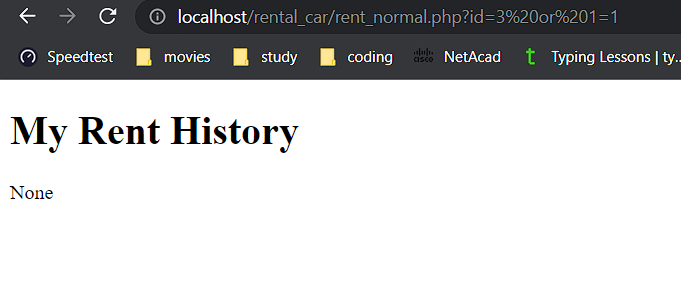 localhost/rental_car/rent_normal.php?id=3%20or%201=1
Speedtest movies study coding cisco NetAcad t Typing Lessons | ty...
My Rent History
None